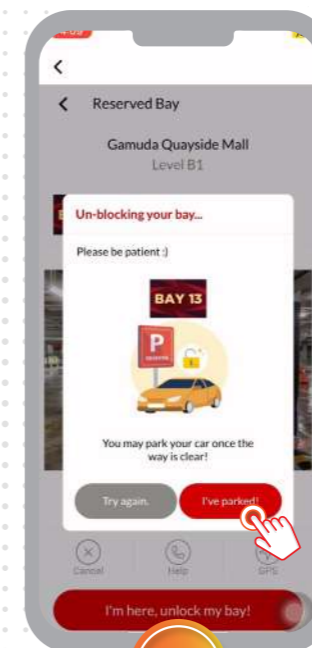 Reserved Bay
Gamuda Quayside Mall
Level B1
Un-blocking your bay...
Please be patient :)
BAY 13
P
RESERVED
You may park your car once the
way is clear!
Try again.
I've parked!
Cancel
Help
GPS
I'm here, unlock my bay!